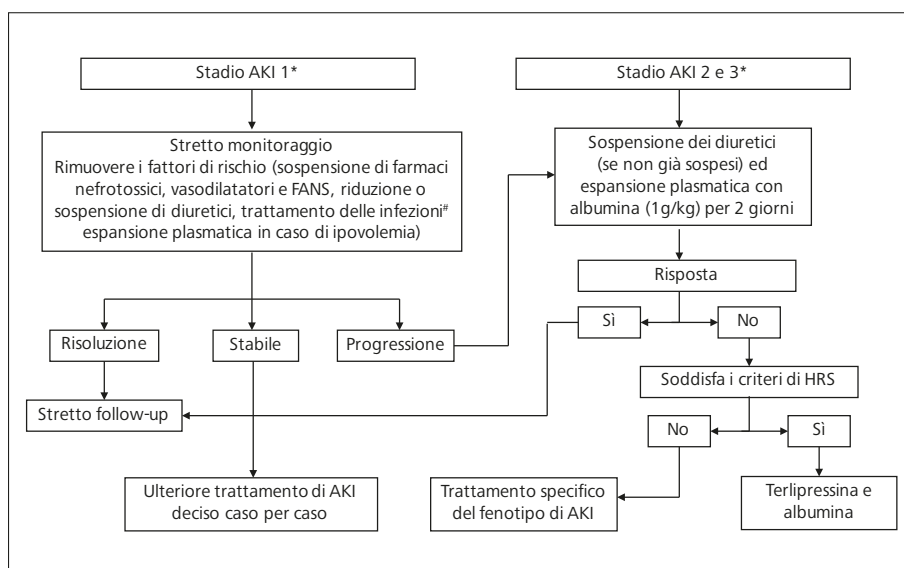 Stadio AKI 1*
Stretto monitoraggio
Rimuovere i fattori di rischio (sospensione di farmaci
nefrotossici, vasodilatatori e FANS, riduzione o
sospensione di diuretici, trattamento delle infezioni#
espansione plasmatica in caso di ipovolemia)
Risoluzione
Stabile
Progressione
Stretto follow-up
Ulteriore trattamento di AKI
deciso caso per caso
Stadio AKI 2 e 3*
Sospensione dei diuretici
(se non già sospesi) ed
espansione plasmatica con
albumina (1g/kg) per 2 giorni
Risposta
Sì
No
Soddisfa i criteri di HRS
No
Sì
Trattamento specifico
del fenotipo di AKI
Terlipressina e
albumina